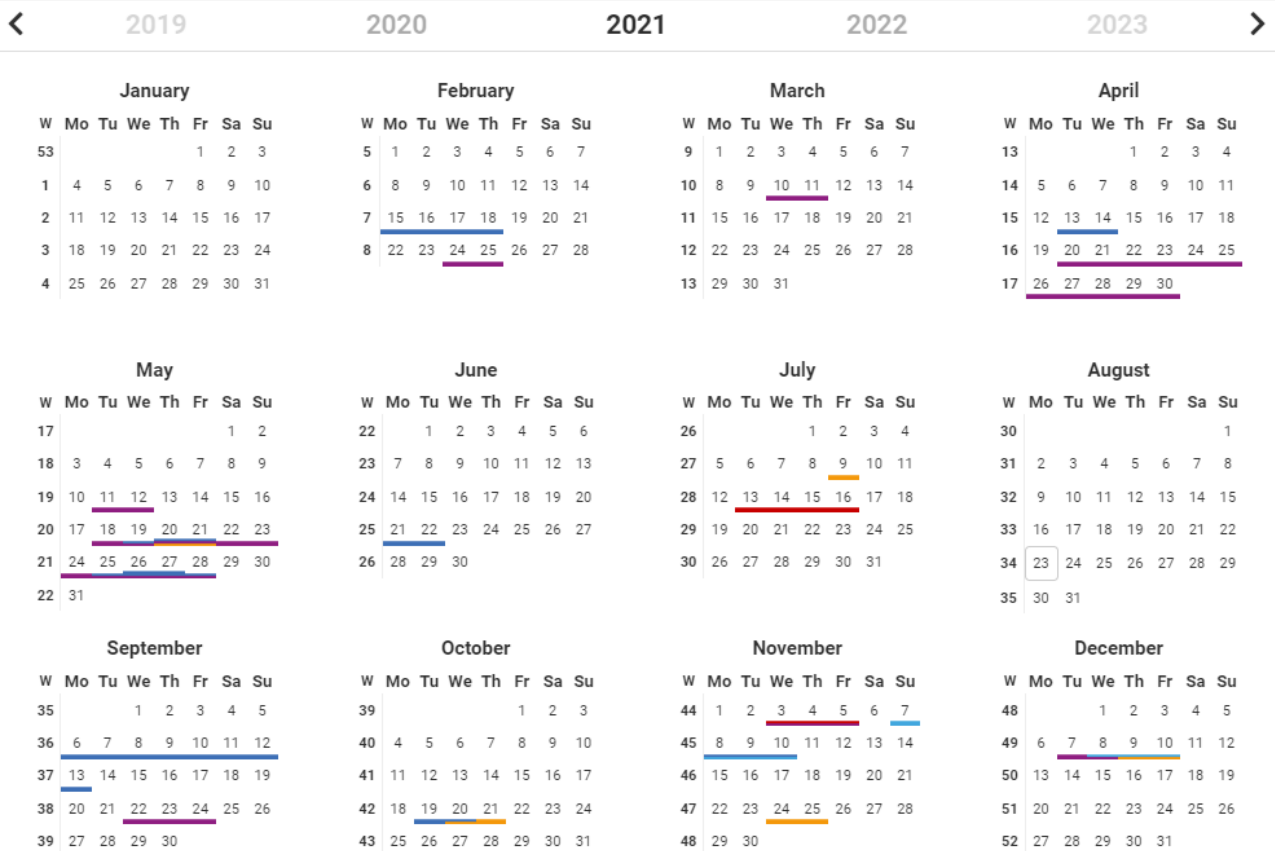 2019 2020 2021 2022 2023
January February March April
W Mo Tu We Th Fr Sa Su W Mo Tu We Th Fr Sa Su W Mo Tu We Th Fr Sa Su W Mo Tu We Th Fr Sa Su
53 1 2 3 5 1 2 3 4 5 6 7 9 1 2 3 4 5 6 7 13 1 2 3 4
1 4 5 6 7 8 9 10 6 8 9 10 11 12 13 14 10 8 9 10 11 12 13 14 14 5 6 7 8 9 10 11
2 11 12 13 14 15 16 17 7 15 16 17 18 19 20 21 11 15 16 17 18 19 20 21 15 12 13 14 15 16 17 18
3 18 19 20 21 22 23 24 8 22 23 24 25 26 27 28 12 22 23 24 25 26 27 28 16 19 20 21 22 23 24 25
4 25 26 27 28 29 30 31 13 29 30 31 17 26 27 28 29 30
May June July August
W Mo Tu We Th Fr Sa Su W Mo Tu We Th Fr Sa Su W Mo Tu We Th Fr Sa Su W Mo Tu We Th Fr Sa Su
17 1 2 22 1 2 3 4 5 6 26 1 2 3 4 30 1
18 3 4 5 6 7 8 9 23 7 8 9 10 11 12 13 27 5 6 7 8 9 10 11 31 2 3 4 5 6 7 8
19 10 11 12 13 14 15 16 24 14 15 16 17 18 19 20 28 12 13 14 15 16 17 18 32 9 10 11 12 13 14 15
20 17 18 19 20 21 22 23 25 21 22 23 24 25 26 27 29 19 20 21 22 23 24 25 33 16 17 18 19 20 21 22
21 24 25 26 27 28 29 30 26 28 29 30 30 26 27 28 29 30 31 34 23 24 25 26 27 28 29
22 31 35 30 31
September October November December
W Mo Tu We Th Fr Sa Su W Mo Tu We Th Fr Sa Su W Mo Tu We Th Fr Sa Su W Mo Tu We Th Fr Sa Su
35 1 2 3 4 5 39 1 2 3 44 1 2 3 4 5 6 7 48 1 2 3 4 5
36 6 7 8 9 10 11 12 40 4 5 6 7 8 9 10 45 8 9 10 11 12 13 14 49 6 7 8 9 10 11 12
37 13 14 15 16 17 18 19 41 11 12 13 14 15 16 17 46 15 16 17 18 19 20 21 50 13 14 15 16 17 18 19
38 20 21 22 23 24 25 26 42 18 19 20 21 22 23 24 47 22 23 24 25 26 27 28 51 20 21 22 23 24 25 26
39 27 28 29 30 43 25 26 27 28 29 30 31 48 29 30 52 27 28 29 30 31